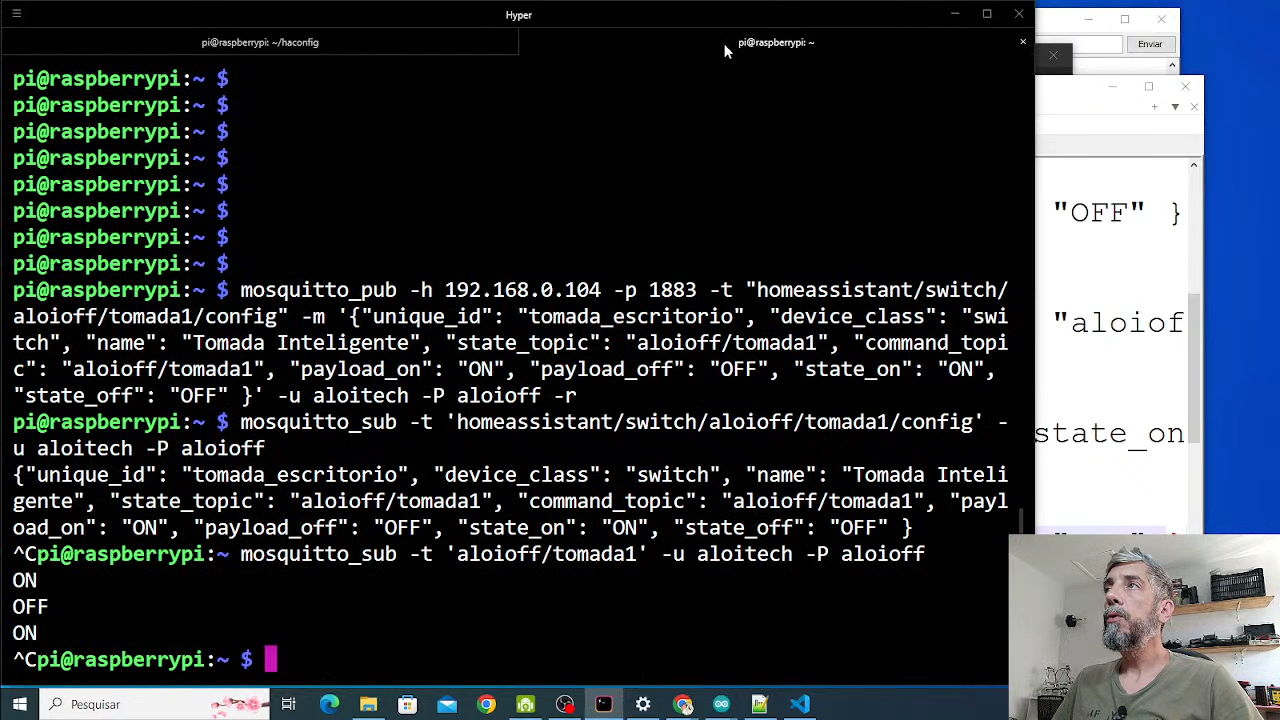 Hyper
pi@raspberrypi: ~/haconfig
pi@raspberrypi: ~
Enviar
pi@raspberrypi:~ $
pi@raspberrypi:~ $
pi@raspberrypi:~ $
pi@raspberrypi:~ $
pi@raspberrypi:~ $
pi@raspberrypi:~ $
pi@raspberrypi:~ $
pi@raspberrypi:~ $
pi@raspberrypi:~ $ mosquitto_pub -h 192.168.0.104 -p 1883 -t "homeassistant/switch/
aloioff/tomada1/config" -m '{"unique_id": "tomada_escritorio", "device_class": "swi
tch", "name": "Tomada Inteligente", "state_topic": "aloioff/tomada1", "command_topi
c": "aloioff/tomada1", "payload_on": "ON", "payload_off": "OFF", "state_on": "ON",
"state_off": "OFF" }' -u aloitech -P aloioff -r
pi@raspberrypi:~ $ mosquitto_sub -t 'homeassistant/switch/aloioff/tomada1/config' -
u aloitech -P aloioff
{"unique_id": "tomada_escritorio", "device_class": "switch", "name": "Tomada Inteli
gente", "state_topic": "aloioff/tomada1", "command_topic": "aloioff/tomada1", "payl
oad_on": "ON", "payload_off": "OFF", "state_on": "ON", "state_off": "OFF" }
^Cpi@raspberrypi:~ mosquitto_sub -t 'aloioff/tomada1' -u aloitech -P aloioff
ON
OFF
ON
^Cpi@raspberrypi:~ $
"OFF" }
"aloiof
state_on
Pesquisar